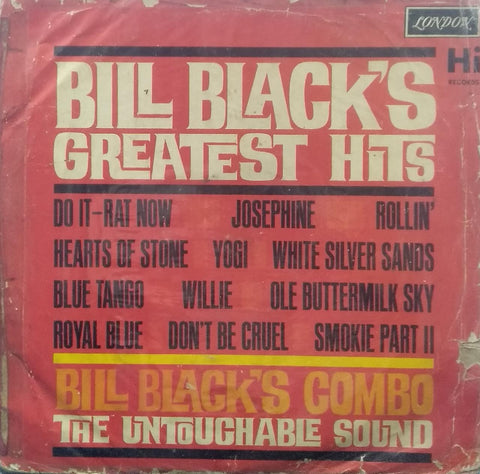 LONDON
Hi
RECORDS
BILL BLACK'S
GREATEST HITS
DO IT–RAT NOW JOSEPHINE ROLLIN'
HEARTS OF STONE YOGI WHITE SILVER SANDS
BLUE TANGO WILLIE OLE BUTTERMILK SKY
ROYAL BLUE DON'T BE CRUEL SMOKIE PART II
BILL BLACK'S COMBO
THE UNTOUCHABLE SOUND